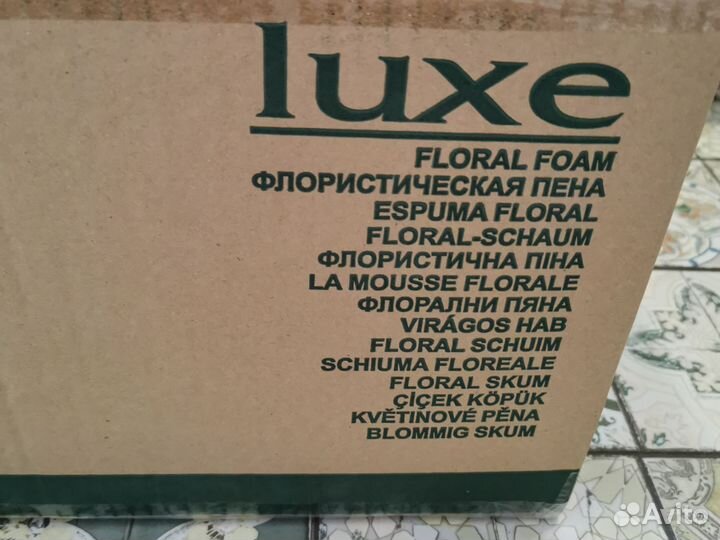 luxe
FLORAL FOAM
ФЛОРИСТИЧЕСКАЯ ПЕНА
ESPUMA FLORAL
FLORAL-SCHAUM
ФЛОРИСТИЧНА ПІНА
LA MOUSSE FLORALE
ФЛОРАЛНИ ПЯНА
VIRÁGOS HAB
FLORAL SCHUIM
SCHIUMA FLOREALE
FLORAL SKUM
ÇİÇEK KÖPÜK
KVĚTINOVÉ PĚNA
BLOMMIG SKUM
Avito